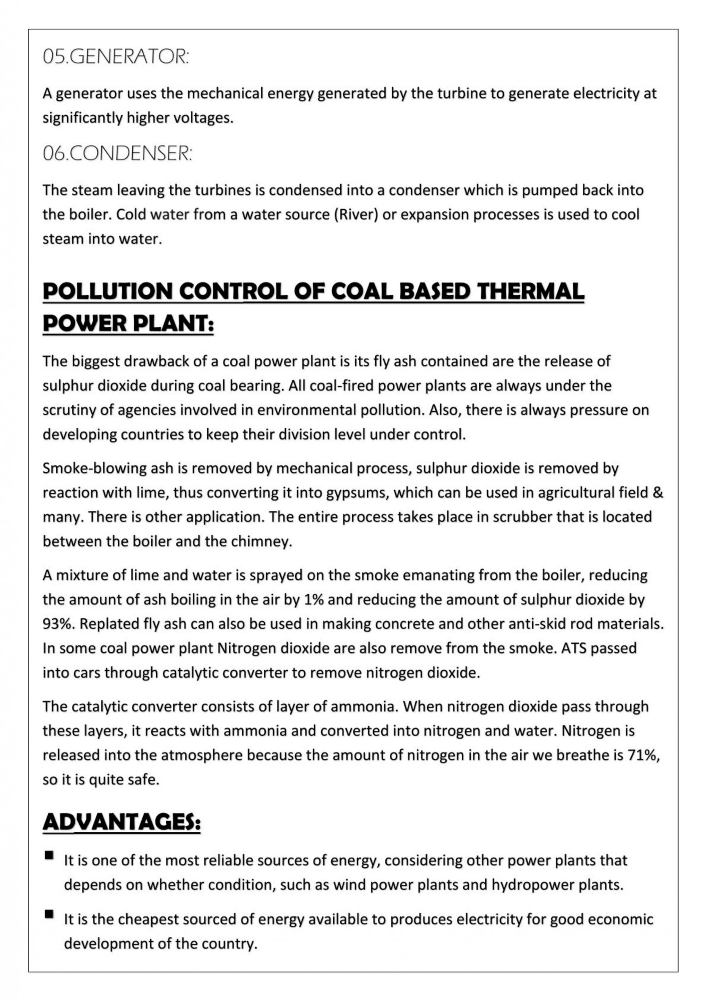 05.GENERATOR:
A generator uses the mechanical energy generated by the turbine to generate electricity at
significantly higher voltages.
06.CONDENSER:
The steam leaving the turbines is condensed into a condenser which is pumped back into
the boiler. Cold water from a water source (River) or expansion processes is used to cool
steam into water.
POLLUTION CONTROL OF COAL BASED THERMAL
POWER PLANT:
The biggest drawback of a coal power plant is its fly ash contained are the release of
sulphur dioxide during coal bearing. All coal-fired power plants are always under the
scrutiny of agencies involved in environmental pollution. Also, there is always pressure on
developing countries to keep their division level under control.
Smoke-blowing ash is removed by mechanical process, sulphur dioxide is removed by
reaction with lime, thus converting it into gypsums, which can be used in agricultural field &
many. There is other application. The entire process takes place in scrubber that is located
between the boiler and the chimney.
A mixture of lime and water is sprayed on the smoke emanating from the boiler, reducing
the amount of ash boiling in the air by 1% and reducing the amount of sulphur dioxide by
93%. Replated fly ash can also be used in making concrete and other anti-skid rod materials.
In some coal power plant Nitrogen dioxide are also remove from the smoke. ATS passed
into cars through catalytic converter to remove nitrogen dioxide.
The catalytic converter consists of layer of ammonia. When nitrogen dioxide pass through
these layers, it reacts with ammonia and converted into nitrogen and water. Nitrogen is
released into the atmosphere because the amount of nitrogen in the air we breathe is 71%,
so it is quite safe.
ADVANTAGES:
▪ It is one of the most reliable sources of energy, considering other power plants that
depends on whether condition, such as wind power plants and hydropower plants.
▪ It is the cheapest sourced of energy available to produces electricity for good economic
development of the country.